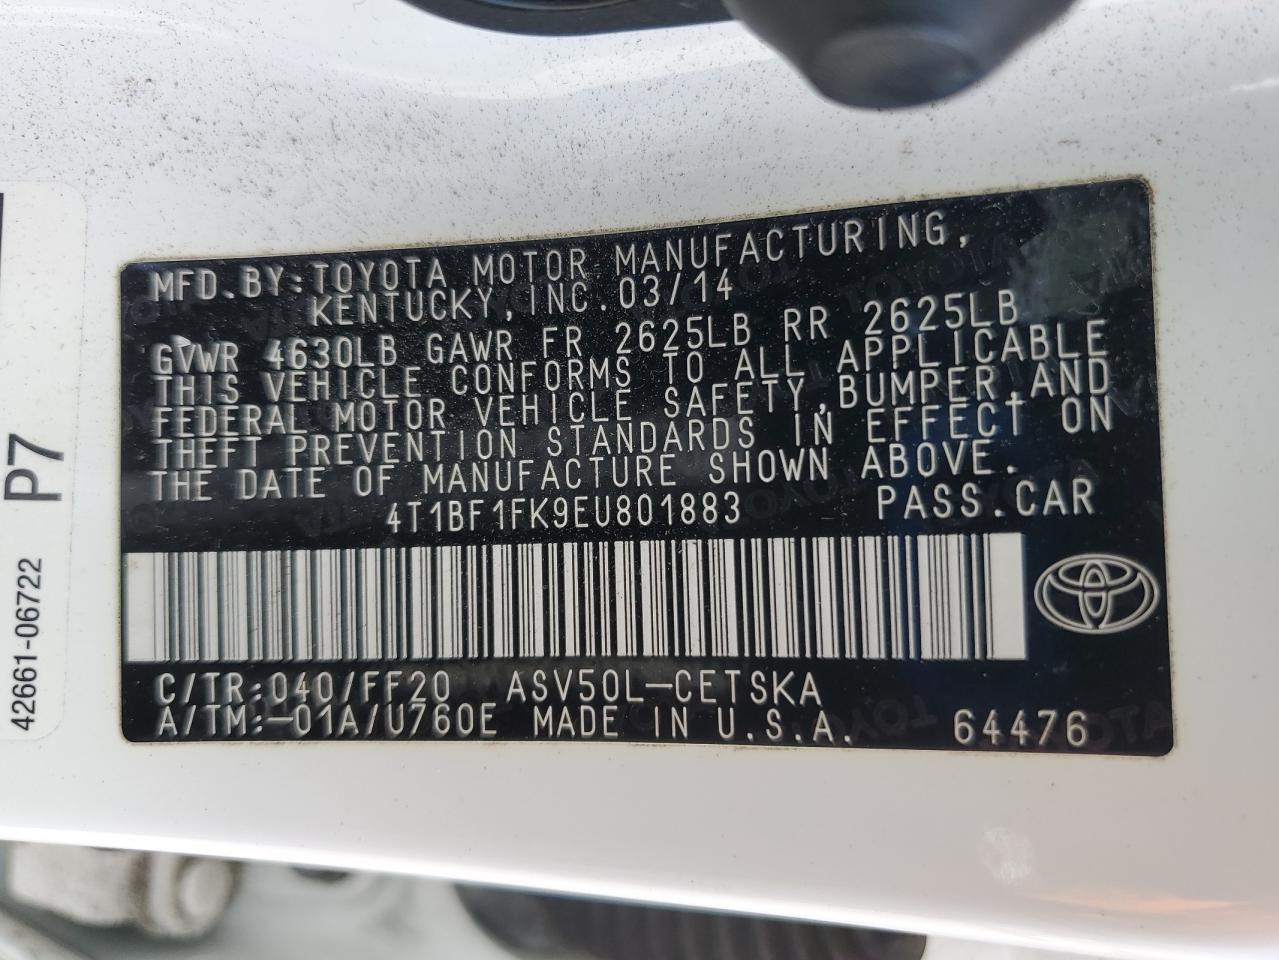 MFD.BY:TOYOTA MOTOR MANUFACTURING,
KENTUCKY,INC. 03/14
GVWR 4630LB GAWR FR 2625LB RR 2625LB
THIS VEHICLE CONFORMS TO ALL APPLICABLE
FEDERAL MOTOR VEHICLE SAFETY,BUMPER,AND
THEFT PREVENTION STANDARDS IN EFFECT ON
THE DATE OF MANUFACTURE SHOWN ABOVE.
4T1BF1FK9EU801883 PASS.CAR
C/TR:040/FF20 ASV50L-CETSKA
A/TM:-01A/U760E MADE IN U.S.A. 64476
P7
42661-06722